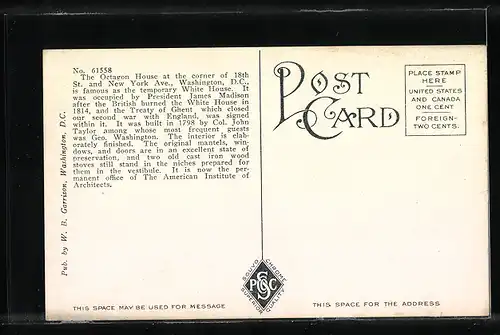 No. 61558
The Octagon House at the corner of 18th
St. and New York Ave., Washington, D.C.,
is famous as the temporary White House. It
was occupied by President James Madison
after the British burned the White House in
1814, and the Treaty of Ghent which closed
our second war with England, was signed
within it. It was built in 1798 by Col. John
Taylor among whose most frequent guests
was Geo. Washington. The interior is elab-
orately finished. The original mantels, win-
dows, and doors are in an excellent state of
preservation, and two old cast iron wood
stoves still stand in the niches prepared for
them in the vestibule. It is now the per-
manent office of The American Institute of
Architects.
Pub. by W. B. Garrison, Washington, D.C.
THIS SPACE MAY BE USED FOR MESSAGE
POST
CARD
PLACE STAMP
HERE
UNITED STATES
AND CANADA
ONE CENT
FOREIGN-
TWO CENTS.
CHROME
QUALITY
THIS SPACE FOR THE ADDRESS